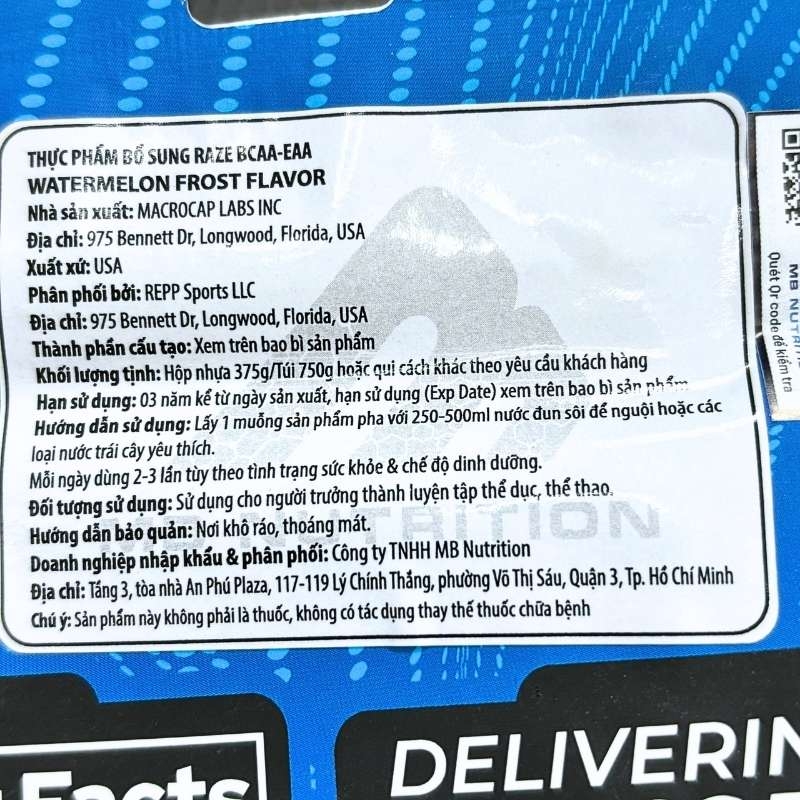 THỰC PHẨM BỔ SUNG RAZE BCAA-EAA
WATERMELON FROST FLAVOR
Nhà sản xuất: MACROCAP LABS INC
Địa chỉ: 975 Bennett Dr, Longwood, Florida, USA
Xuất xứ: USA
Phân phối bởi: REPP Sports LLC
Địa chỉ: 975 Bennett Dr, Longwood, Florida, USA
Thành phần cấu tạo: Xem trên bao bì sản phẩm
Khối lượng tịnh: Hộp nhựa 375g/Túi 750g hoặc qui cách khác theo yêu cầu khách hàng
Hạn sử dụng: 03 năm kể từ ngày sản xuất, hạn sử dụng (Exp Date) xem trên bao bì sản phẩm
Hướng dẫn sử dụng: Lấy 1 muỗng sản phẩm pha với 250-500ml nước đun sôi để nguội hoặc các
loại nước trái cây yêu thích.
Mỗi ngày dùng 2-3 lần tùy theo tình trạng sức khỏe & chế độ dinh dưỡng.
Đối tượng sử dụng: Sử dụng cho người trưởng thành luyện tập thể dục, thể thao.
Hướng dẫn bảo quản: Nơi khô ráo, thoáng mát.
Doanh nghiệp nhập khẩu & phân phối: Công ty TNHH MB Nutrition
Địa chỉ: Tầng 3, tòa nhà An Phú Plaza, 117-119 Lý Chính Thắng, phường Võ Thị Sáu, Quận 3, Tp. Hồ Chí Minh
Chú ý: Sản phẩm này không phải là thuốc, không có tác dụng thay thế thuốc chữa bệnh
MB NUTRITION
Quét Qr code để kiểm tra
Facts
DELIVERIN